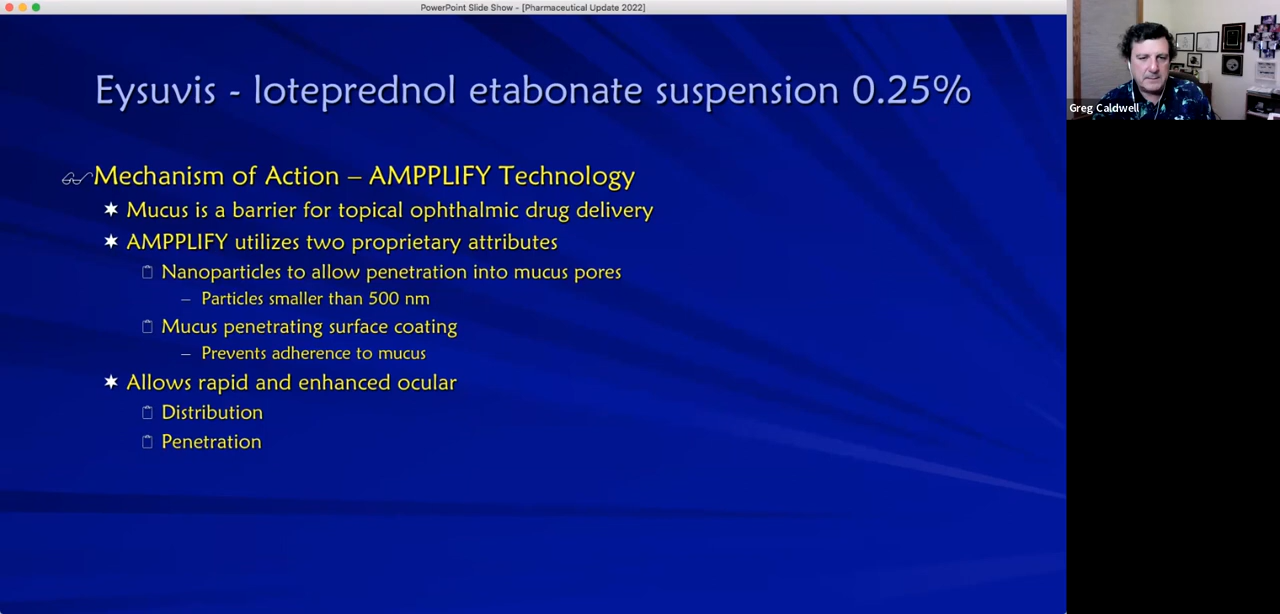 PowerPoint Slide Show - [Pharmaceutical Update 2022]
Eysuvis - loteprednol etabonate suspension 0.25%
Mechanism of Action – AMPPLIFY Technology
Mucus is a barrier for topical ophthalmic drug delivery
AMPPLIFY utilizes two proprietary attributes
Nanoparticles to allow penetration into mucus pores
– Particles smaller than 500 nm
Mucus penetrating surface coating
– Prevents adherence to mucus
Allows rapid and enhanced ocular
Distribution
Penetration
Greg Caldwell